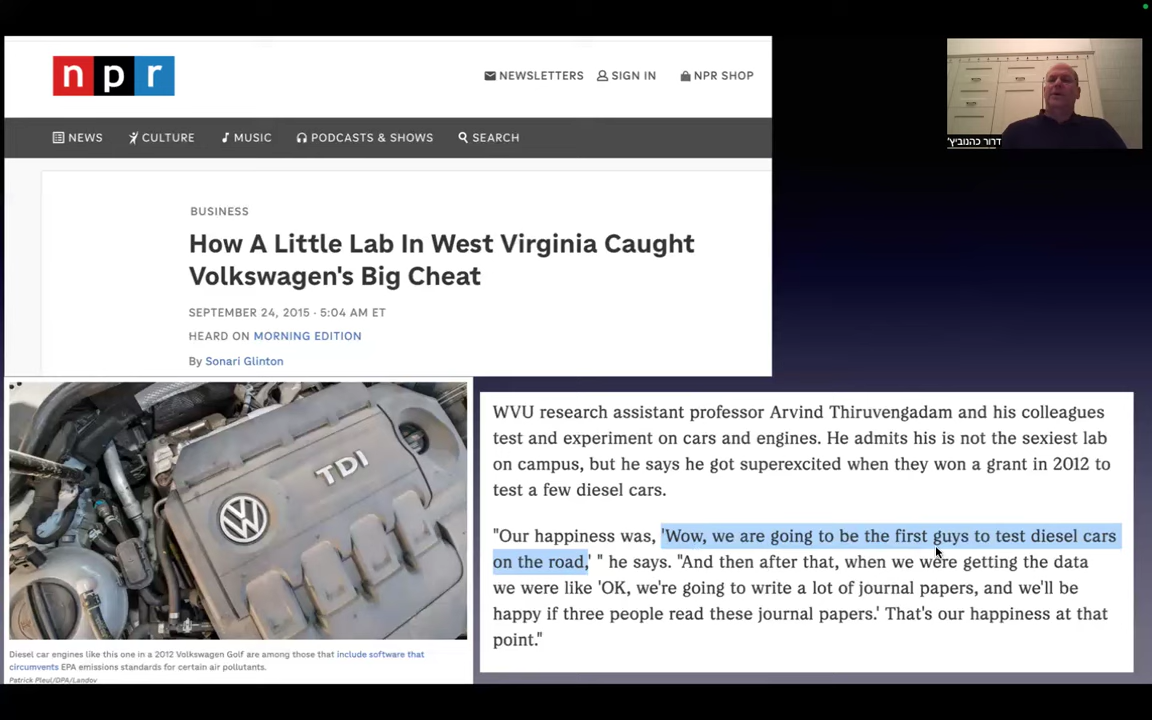 npr
NEWSLETTERS SIGN IN NPR SHOP
NEWS CULTURE MUSIC PODCASTS & SHOWS SEARCH
BUSINESS
How A Little Lab In West Virginia Caught
Volkswagen's Big Cheat
SEPTEMBER 24, 2015 · 5:04 AM ET
HEARD ON MORNING EDITION
By Sonari Glinton
דרור כהנוביץ'
TDI
VW
Diesel car engines like this one in a 2012 Volkswagen Golf are among those that include software that
circumvents EPA emissions standards for certain air pollutants.
Patrick Pleul/DPA/Landov
WVU research assistant professor Arvind Thiruvengadam and his colleagues
test and experiment on cars and engines. He admits his is not the sexiest lab
on campus, but he says he got superexcited when they won a grant in 2012 to
test a few diesel cars.
"Our happiness was, 'Wow, we are going to be the first guys to test diesel cars
on the road,' " he says. "And then after that, when we were getting the data
we were like 'OK, we're going to write a lot of journal papers, and we'll be
happy if three people read these journal papers.' That's our happiness at that
point."